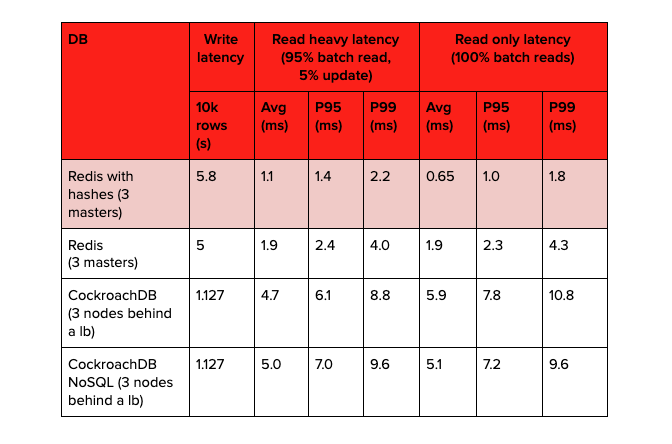 DB
Write
latency
Read heavy latency
(95% batch read,
5% update)
Read only latency
(100% batch reads)
10k
rows
(s)
Avg
(ms)
P95
(ms)
P99
(ms)
Avg
(ms)
P95
(ms)
P99
(ms)
Redis with
hashes (3
masters)
5.8
1.1
1.4
2.2
0.65
1.0
1.8
Redis
(3 masters)
5
1.9
2.4
4.0
1.9
2.3
4.3
CockroachDB
(3 nodes behind
a lb)
1.127
4.7
6.1
8.8
5.9
7.8
10.8
CockroachDB
NoSQL (3 nodes
behind a lb)
1.127
5.0
7.0
9.6
5.1
7.2
9.6